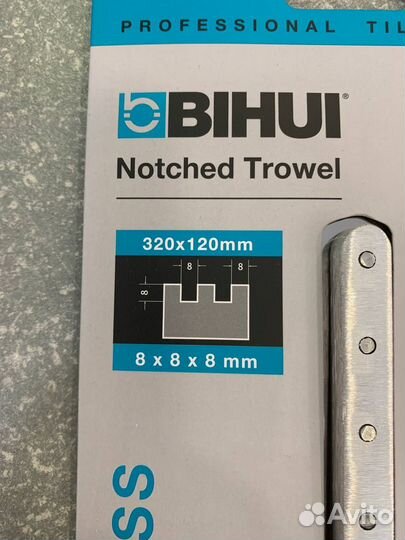 PROFESSIONAL TIL
BIHUI®
Notched Trowel
320x120mm
8 8
8
8 x 8 x 8 mm
SS
Avito